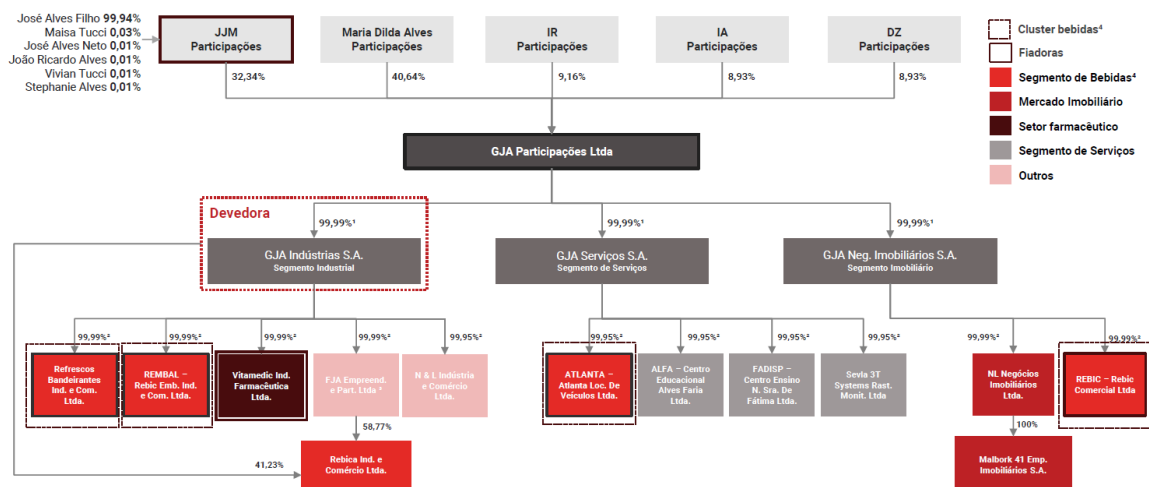 José Alves Filho 99,94%
Maisa Tucci 0,03%
José Alves Neto 0,01%
João Ricardo Alves 0,01%
Vivian Tucci 0,01%
Stephanie Alves 0,01%
JJM
Participações
Maria Dilda Alves
Participações
IR
Participações
IA
Participações
DZ
Participações
32,34%
40,64%
9,16%
8,93%
8,93%
Cluster bebidas⁴
Fiadoras
Segmento de Bebidas⁴
Mercado Imobiliário
Setor farmacêutico
Segmento de Serviços
Outros
GJA Participações Ltda
Devedora
99,99%¹
99,99%¹
99,99%¹
GJA Indústrias S.A.
Segmento Industrial
GJA Serviços S.A.
Segmento de Serviços
GJA Neg. Imobiliários S.A.
Segmento Imobiliário
99,99%²
99,99%²
99,99%²
99,99%²
99,95%²
99,95%²
99,95%²
99,95%²
99,95%²
99,99%²
99,99%²
Refrescos
Bandeirantes
Ind. e Com.
Ltda.
REMBAL –
Rebic Emb. Ind.
e Com. Ltda.
Vitamedic Ind.
Farmacêutica
Ltda.
FJA Empreend.
e Part. Ltda
N & L Indústria
e Comércio
Ltda.
ATLANTA –
Atlanta Loc. De
Veículos Ltda.
ALFA – Centro
Educacional
Alves Faria
Ltda.
FADISP –
Centro Ensino
N. Sra. De
Fátima Ltda.
Sevla 3T
Systems Rast.
Monit. Ltda
NL Negócios
Imobiliários
Ltda.
REBIC – Rebic
Comercial Ltda
58,77%
100%
41,23%
Rebica Ind. e
Comércio Ltda.
Malbork 41 Emp.
Imobiliários S.A.